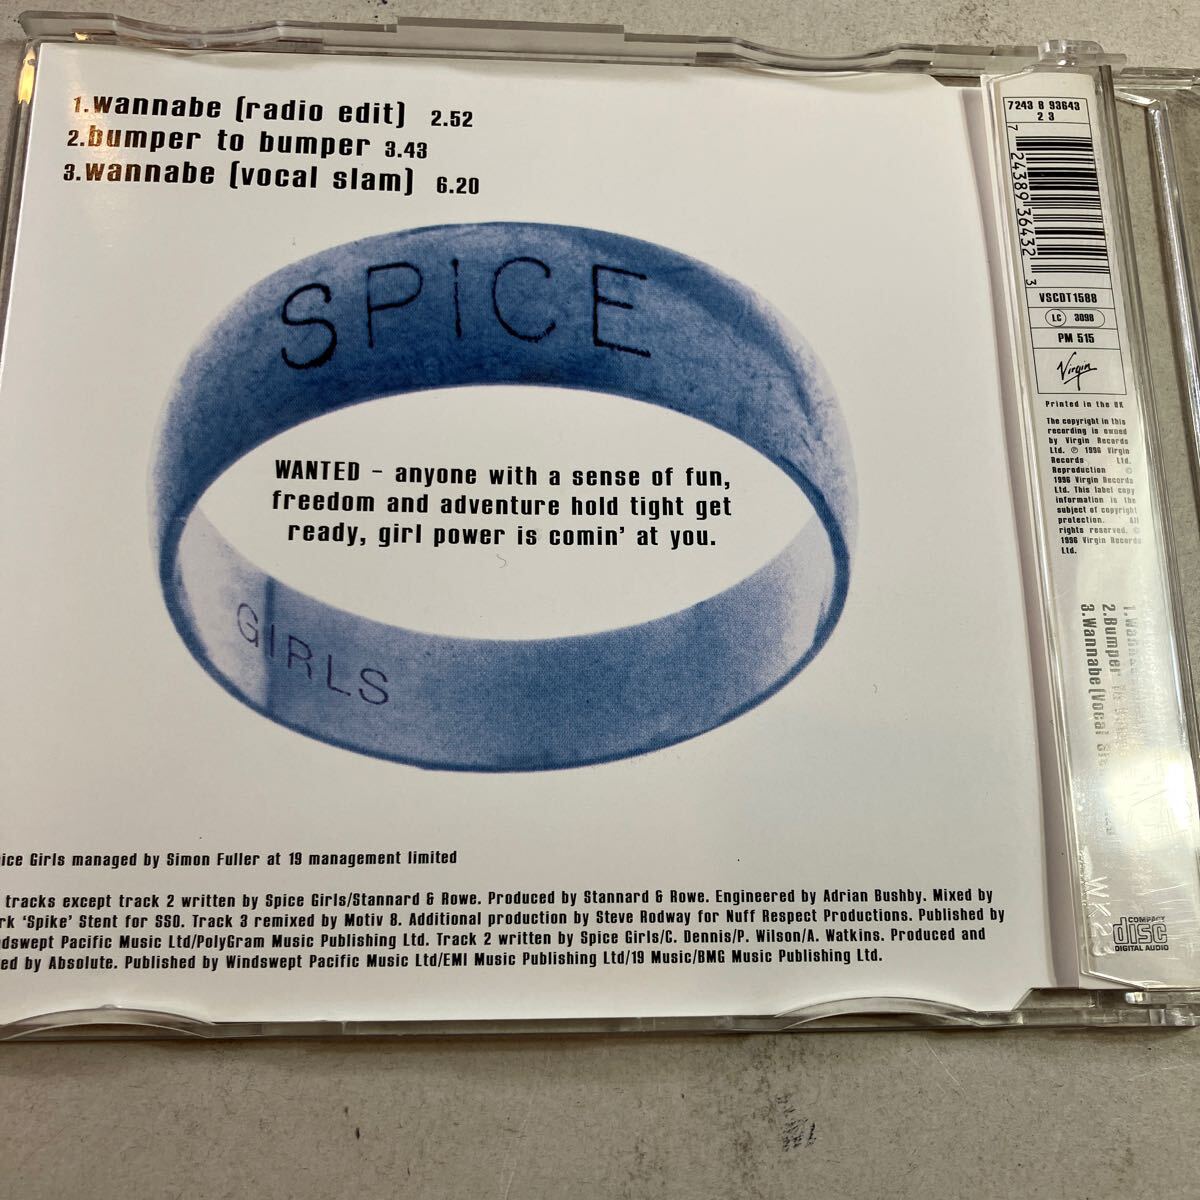 1.wannabe (radio edit) 2.52
2.bumper to bumper 3.43
3.wannabe (vocal slam) 6.20
SPiCE
WANTED - anyone with a sense of fun,
freedom and adventure hold tight get
ready, girl power is comin' at you.
GIRLS
ice Girls managed by Simon Fuller at 19 management limited
tracks except track 2 written by Spice Girls/Stannard & Rowe. Produced by Stannard & Rowe. Engineered by Adrian Bushby. Mixed by
rk 'Spike' Stent for SSO. Track 3 remixed by Motiv 8. Additional production by Steve Rodway for Nuff Respect Productions. Published by
ndswept Pacific Music Ltd/PolyGram Music Publishing Ltd. Track 2 written by Spice Girls/C. Dennis/P. Wilson/A. Watkins. Produced and
ed by Absolute. Published by Windswept Pacific Music Ltd/EMI Music Publishing Ltd/19 Music/BMG Music Publishing Ltd.
7243 8 93643
2 3
7 24389 36432 3
VSCDT1588
LC 3098
PM 515
Virgin
Printed in the UK
The copyright in this
recording is owned
by Virgin Records
Ltd. ℗ 1996 Virgin
Records Ltd.
Reproduction ©
1996 Virgin Records
Ltd. This label copy
information is the
subject of copyright
protection. All
rights reserved. ©
1996 Virgin Records
Ltd.
2.Bumper
3.Wannabe(Vocal
COMPACT
disc
DIGITAL AUDIO